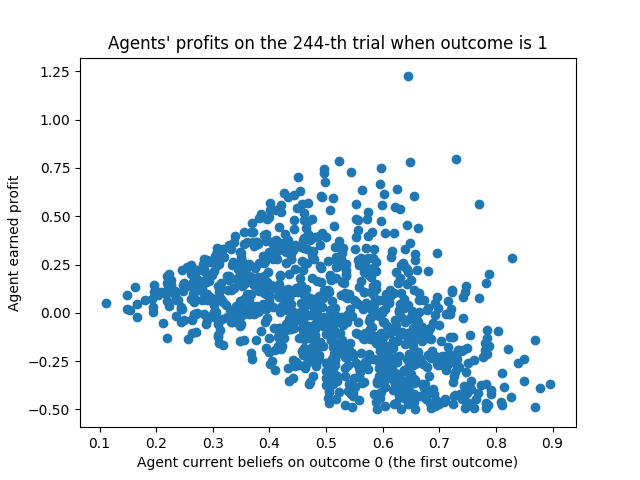 Agents' profits on the 244-th trial when outcome is 1
1.25
1.00
0.75
0.50
0.25
0.00
−0.25
−0.50
Agent earned profit
0.1 0.2 0.3 0.4 0.5 0.6 0.7 0.8 0.9
Agent current beliefs on outcome 0 (the first outcome)